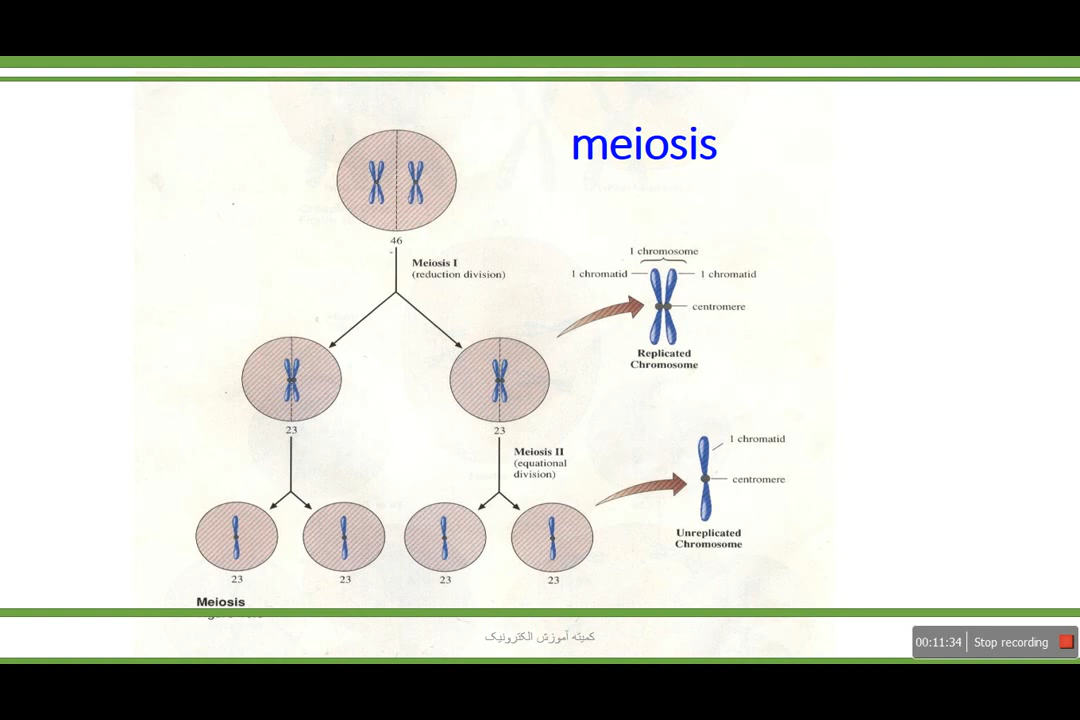 meiosis
46
Meiosis I
(reduction division)
1 chromosome
1 chromatid
1 chromatid
centromere
Replicated
Chromosome
23
23
Meiosis II
(equational
division)
1 chromatid
centromere
Unreplicated
Chromosome
23
23
23
23
Meiosis
کمیته آموزش الکترونیک
00:11:34
Stop recording